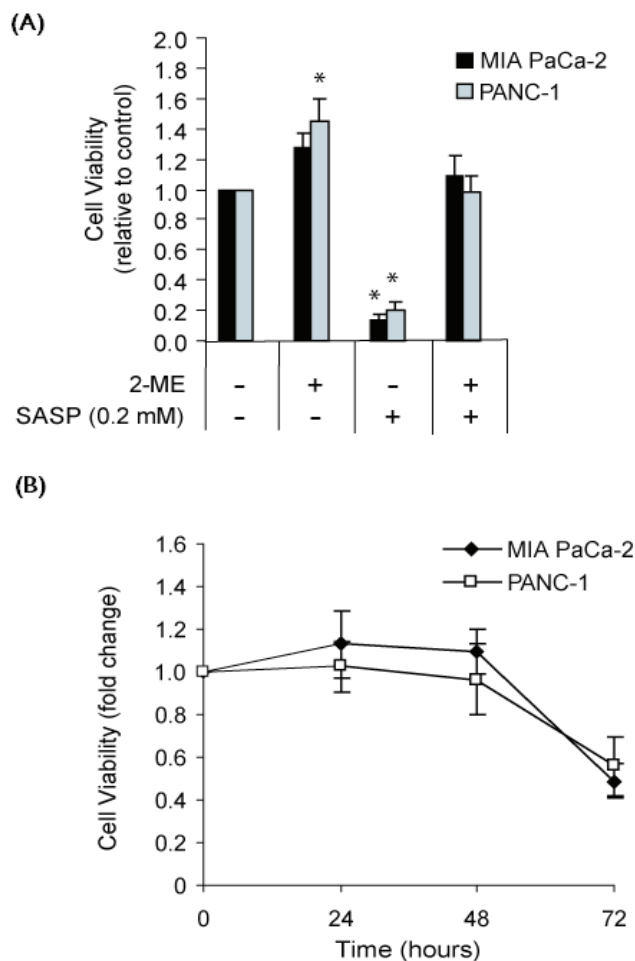 (A)
2.0
1.8
1.6
1.4
1.2
1.0
0.8
0.6
0.4
0.2
0.0
Cell Viability
(relative to control)
MIA PaCa-2
PANC-1
*
* *
2-ME - + - +
SASP (0.2 mM) - - + +
(B)
1.6
1.4
1.2
1.0
0.8
0.6
0.4
0.2
0
Cell Viability (fold change)
MIA PaCa-2
PANC-1
0 24 48 72
Time (hours)